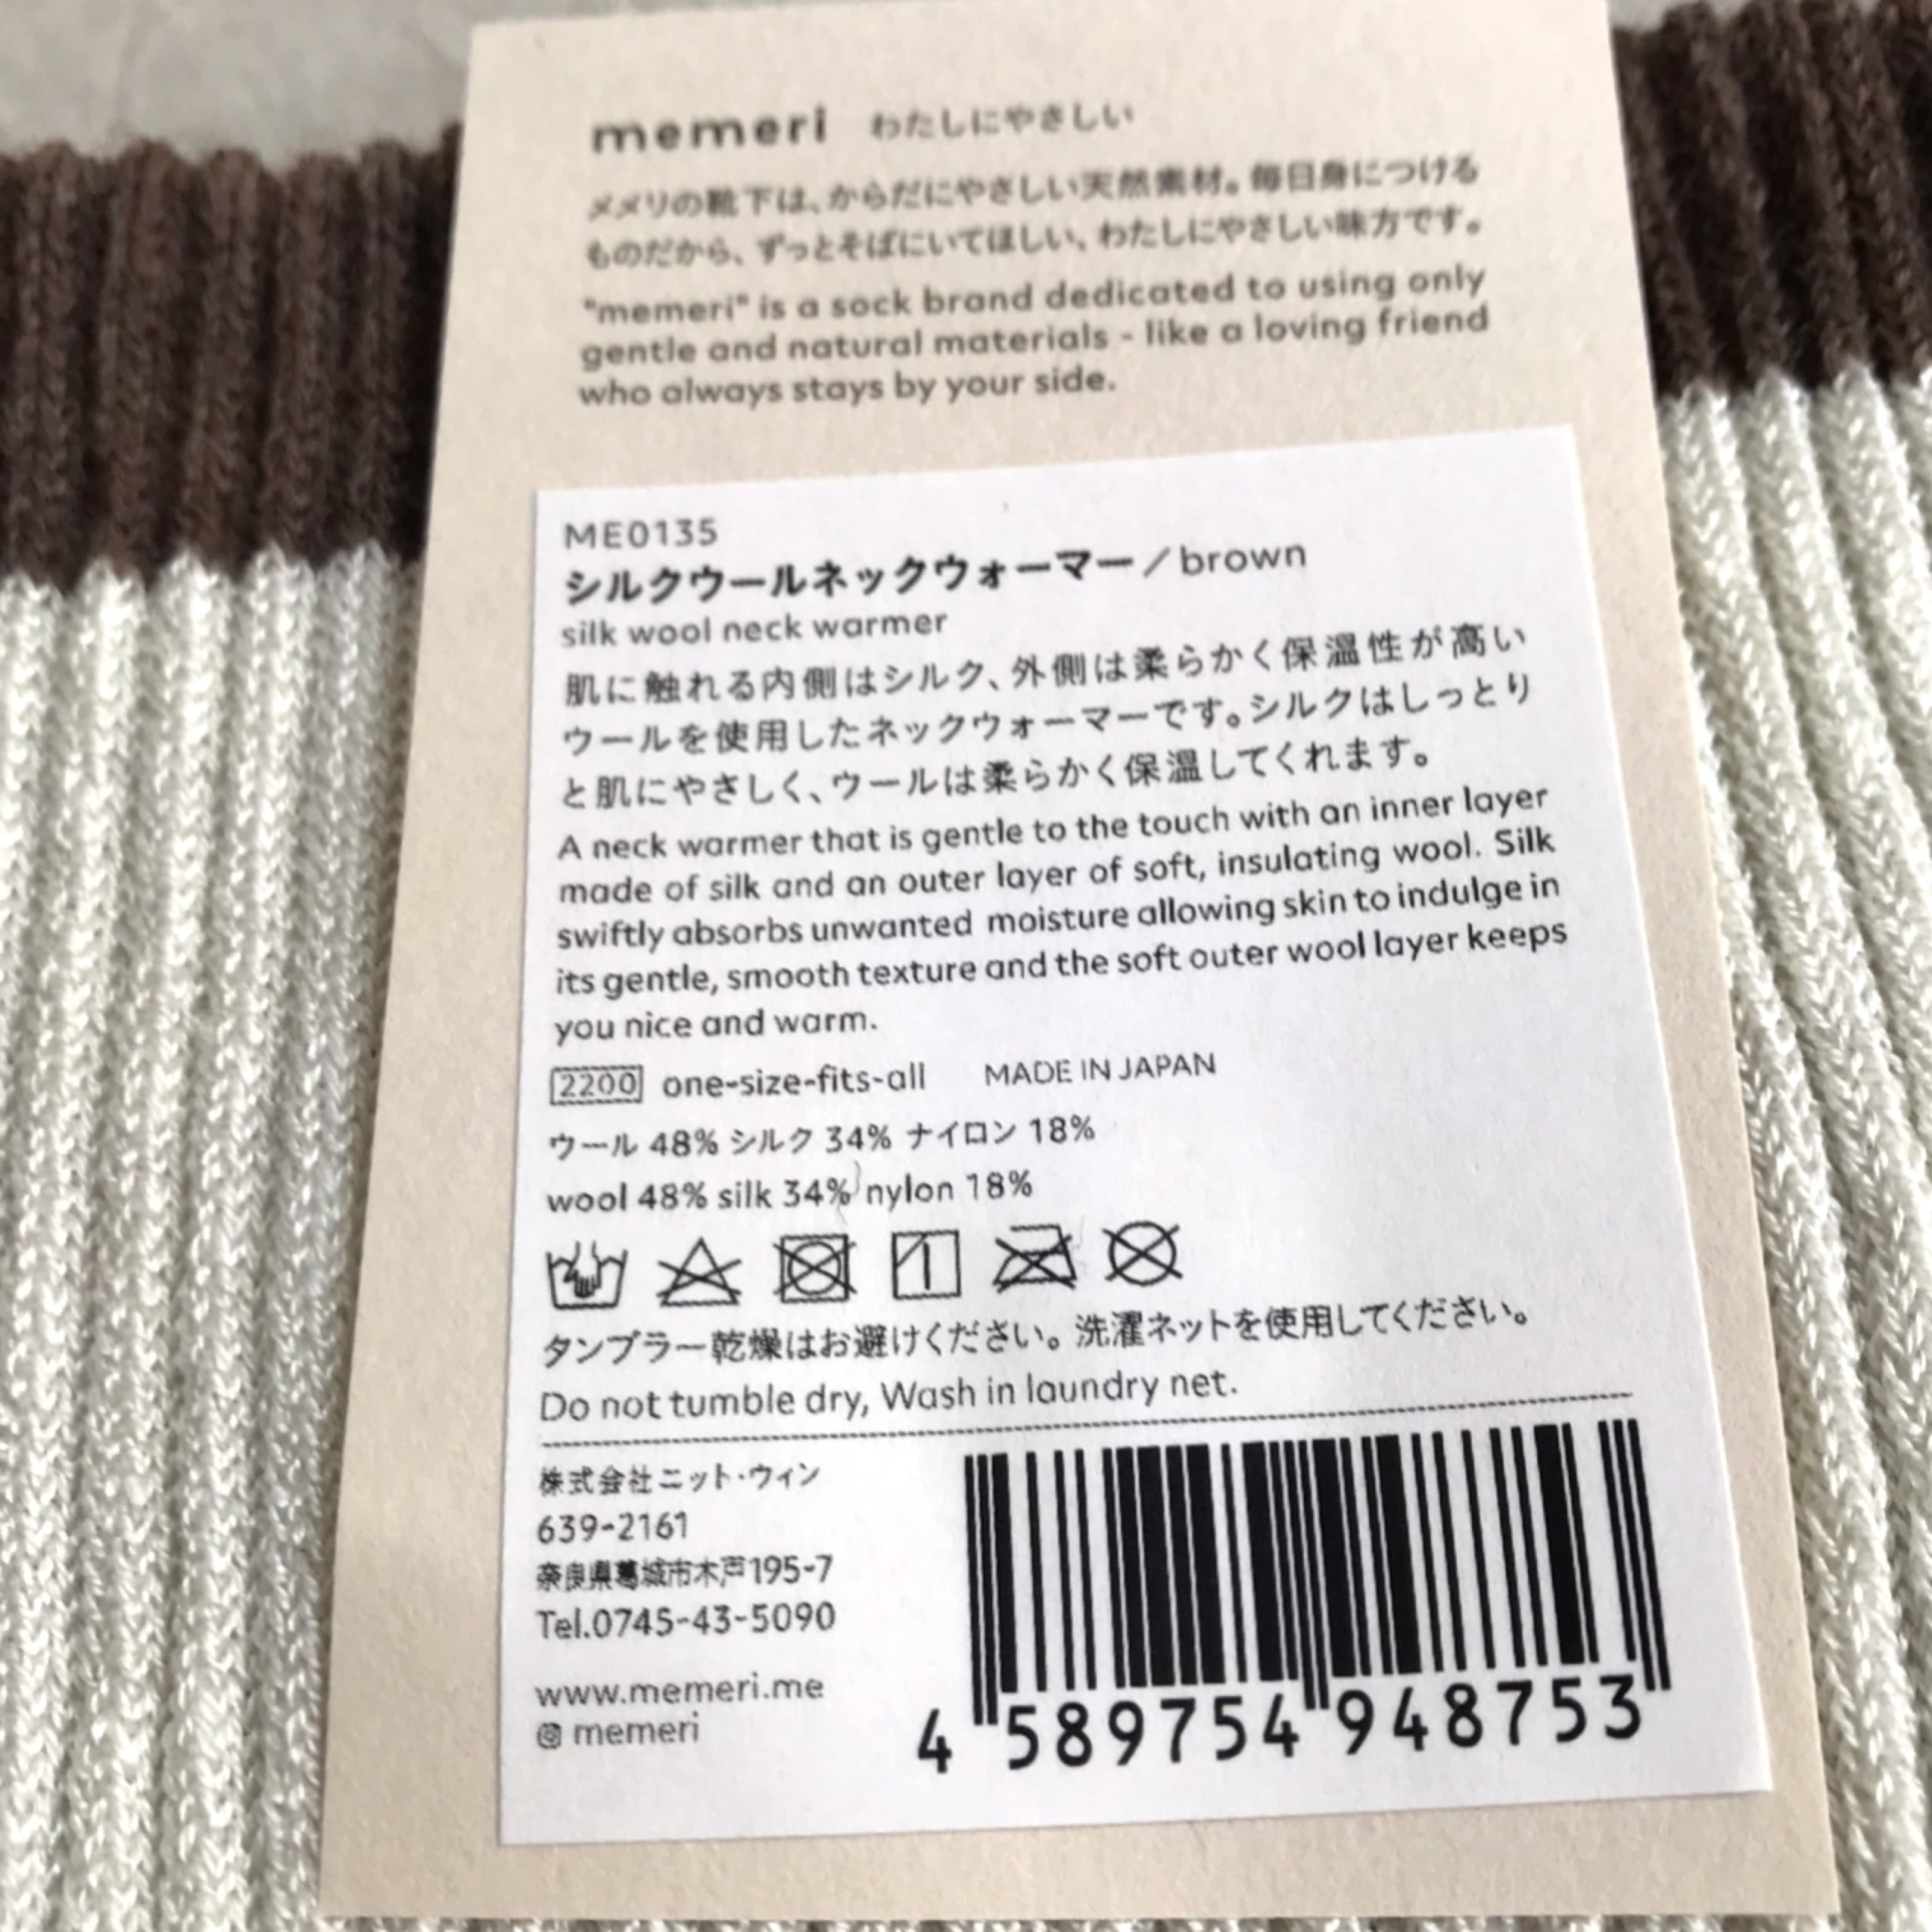 memeri わたしにやさしい
メメリの靴下は、からだにやさしい天然素材。毎日身につける
ものだから、ずっとそばにいてほしい、わたしにやさしい味方です。
"memeri" is a sock brand dedicated to using only
gentle and natural materials - like a loving friend
who always stays by your side.
ME0135
シルクウールネックウォーマー／brown
silk wool neck warmer
肌に触れる内側はシルク、外側は柔らかく保温性が高い
ウールを使用したネックウォーマーです。シルクはしっとり
と肌にやさしく、ウールは柔らかく保温してくれます。
A neck warmer that is gentle to the touch with an inner layer
made of silk and an outer layer of soft, insulating wool. Silk
swiftly absorbs unwanted moisture allowing skin to indulge in
its gentle, smooth texture and the soft outer wool layer keeps
you nice and warm.
2200 one-size-fits-all MADE IN JAPAN
ウール 48% シルク 34% ナイロン 18%
wool 48% silk 34% nylon 18%
タンブラー乾燥はお避けください。洗濯ネットを使用してください。
Do not tumble dry, Wash in laundry net.
株式会社ニット・ウィン
639-2161
奈良県葛城市木戸195-7
Tel.0745-43-5090
www.memeri.me
memeri
4 589754 948753